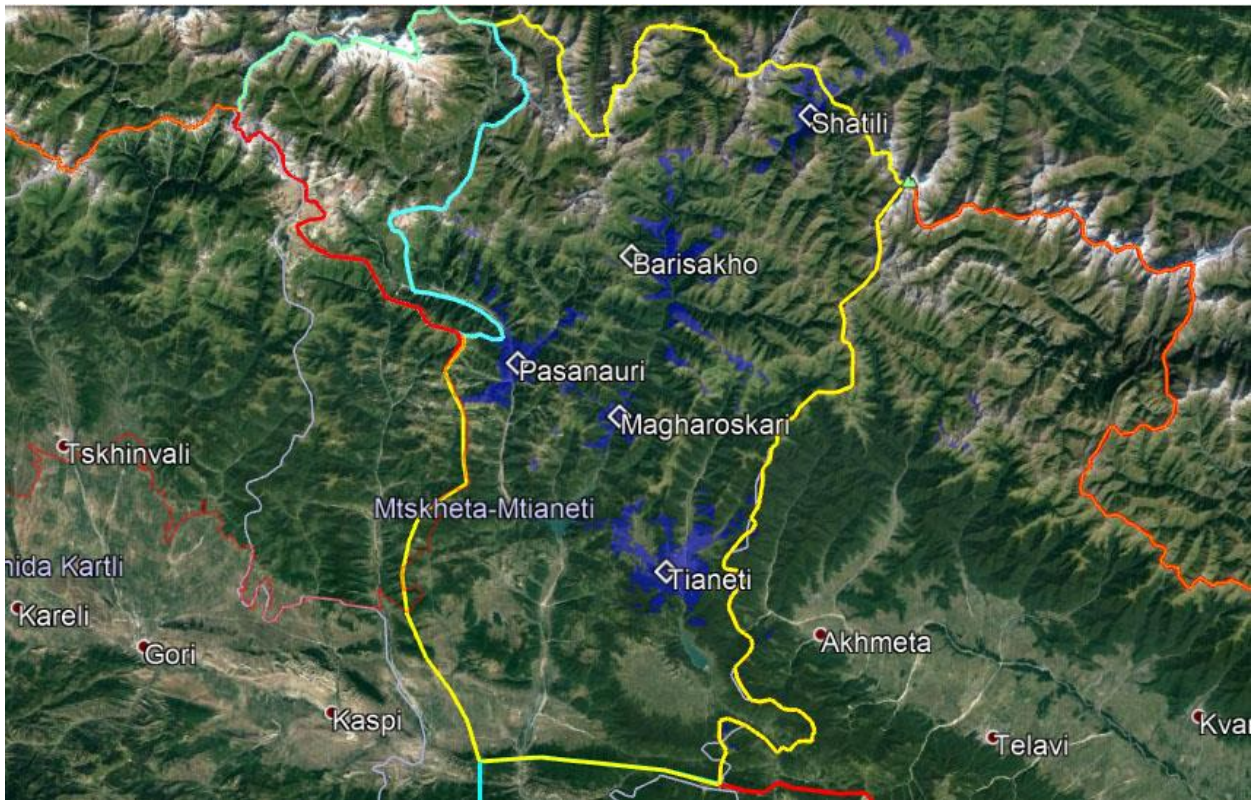 Shatili
Barisakho
Pasanauri
Magharoskari
Tskhinvali
Mtskheta-Mtianeti
hida Kartli
Tianeti
Kareli
Akhmeta
Gori
Kaspi
Kvar
Telavi